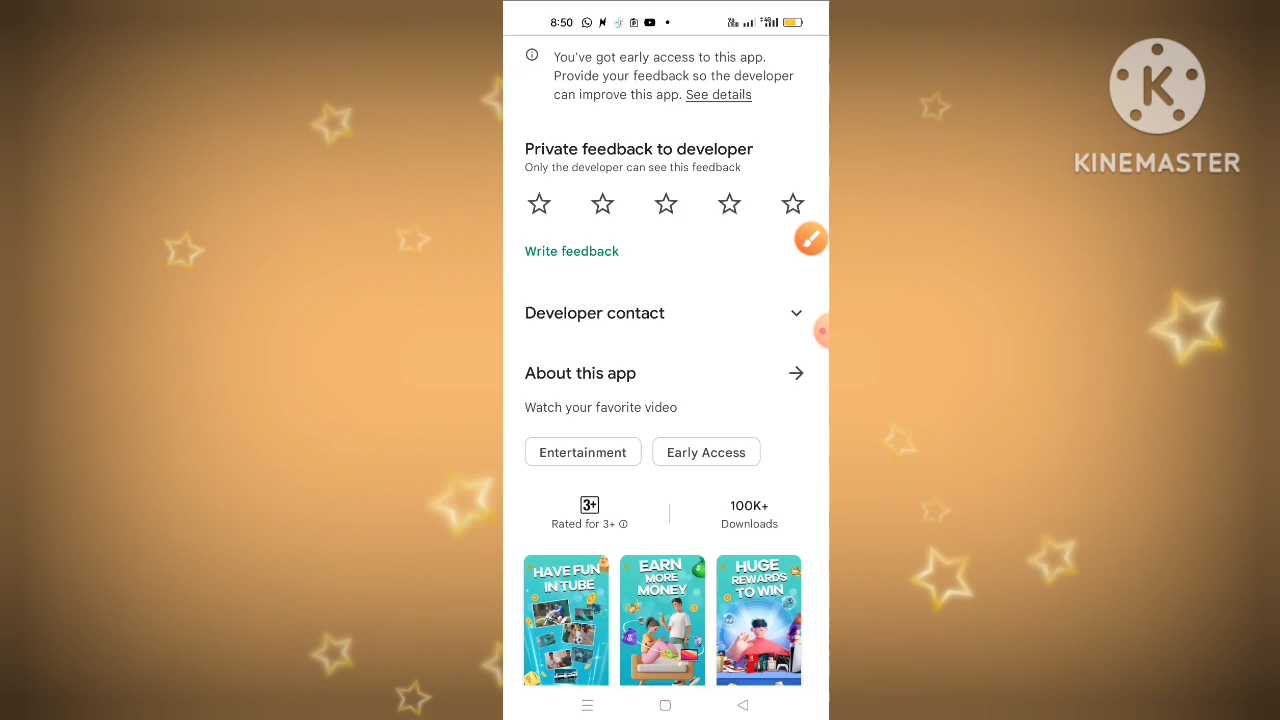 8:50
You've got early access to this app.
Provide your feedback so the developer
can improve this app. See details
K
KINEMASTER
Private feedback to developer
Only the developer can see this feedback
Write feedback
Developer contact
About this app
Watch your favorite video
Entertainment
Early Access
3+
Rated for 3+
100K+
Downloads
HAVE FUN
IN TUBE
EARN
MORE
MONEY
HUGE
REWARDS
TO WIN